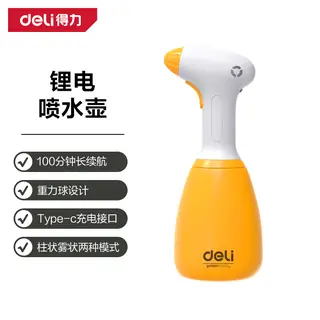 deli得力
锂电
喷水壶
100分钟长续航
重力球设计
Type-c充电接口
柱状雾状两种模式
deli